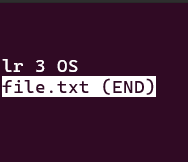 lr 3 OS
file.txt (END)